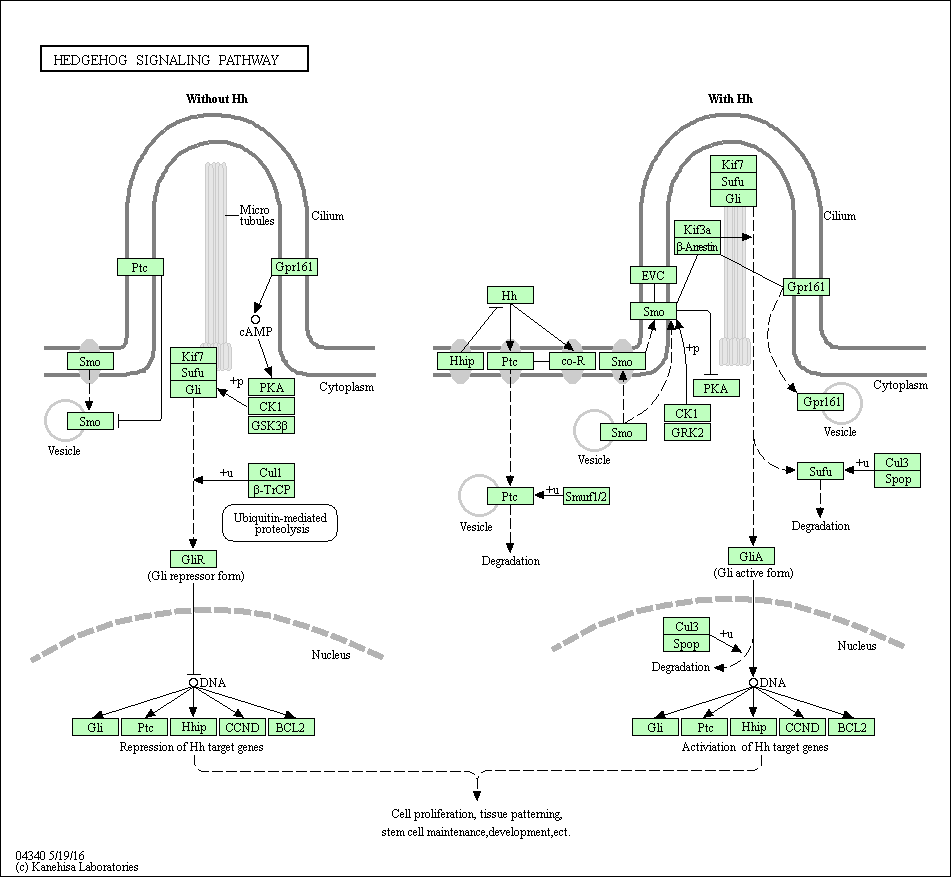 HEDGEHOG SIGNALING PATHWAY
Without Hh
Micro
tubules
Cilium
Ptc
Gpr161
cAMP
Smo
Kif7
Sufu
Gli
+p
PKA
CK1
GSK3β
Cytoplasm
Smo
Vesicle
+u
Cul1
β-TrCP
Ubiquitin-mediated
proteolysis
GliR
(Gli repressor form)
Nucleus
DNA
Gli
Ptc
Hhip
CCND
BCL2
Repression of Hh target genes
With Hh
Kif7
Sufu
Gli
Cilium
Kif3a
β-Arrestin
EVC
Gpr161
Hh
Smo
Hhip
Ptc
co-R
Smo
+p
PKA
Cytoplasm
CK1
GRK2
Gpr161
Vesicle
Smo
Vesicle
Sufu
+u
Cul3
Spop
Degradation
Ptc
+u
Smurf1/2
Vesicle
Degradation
GliA
(Gli active form)
Cul3
Spop
+u
Degradation
Nucleus
DNA
Gli
Ptc
Hhip
CCND
BCL2
Activiation of Hh target genes
Cell proliferation, tissue patterning,
stem cell maintenance,development,ect.
04340 5/19/16
(c) Kanehisa Laboratories